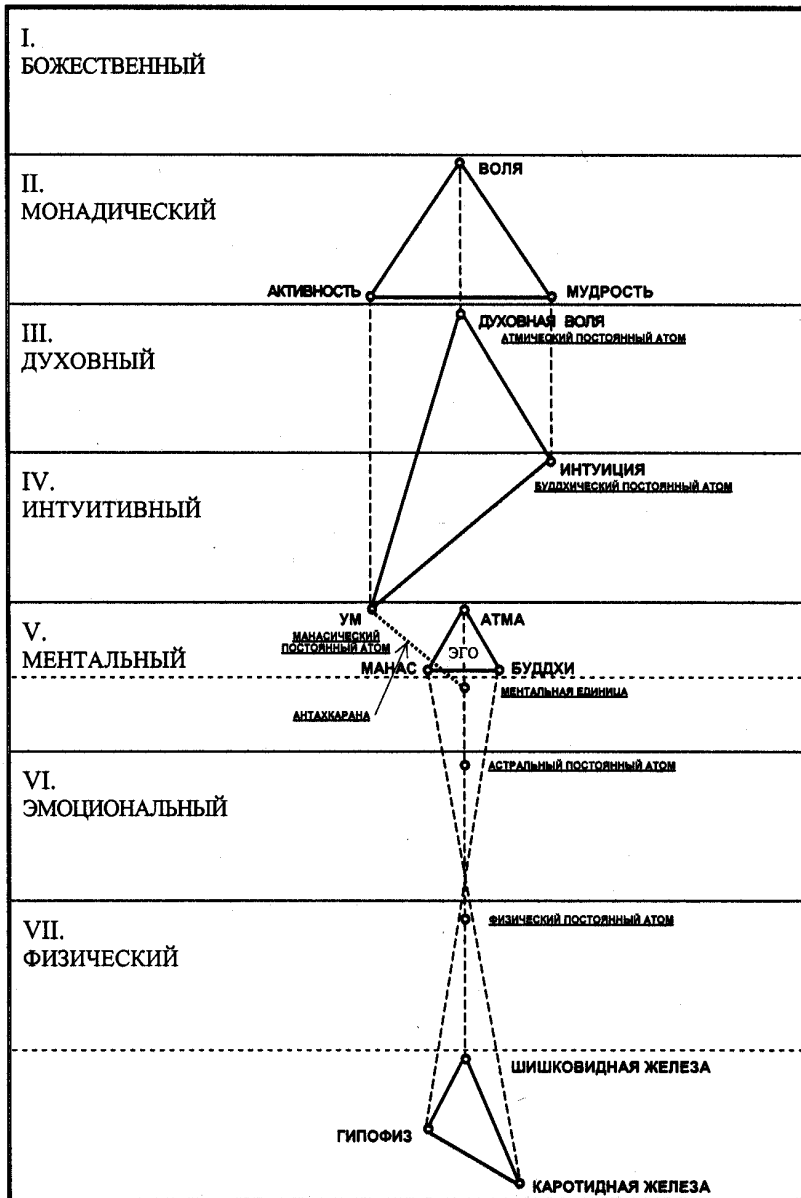 I.
БОЖЕСТВЕННЫЙ
ВОЛЯ
II.
МОНАДИЧЕСКИЙ
АКТИВНОСТЬ
МУДРОСТЬ
ДУХОВНАЯ ВОЛЯ
АТМИЧЕСКИЙ ПОСТОЯННЫЙ АТОМ
III.
ДУХОВНЫЙ
ИНТУИЦИЯ
БУДДХИЧЕСКИЙ ПОСТОЯННЫЙ АТОМ
IV.
ИНТУИТИВНЫЙ
УМ
МАНАСИЧЕСКИЙ
ПОСТОЯННЫЙ АТОМ
АТМА
V.
МЕНТАЛЬНЫЙ
ЭГО
МАНАС
БУДДХИ
МЕНТАЛЬНАЯ ЕДИНИЦА
АНТАХКАРАНА
АСТРАЛЬНЫЙ ПОСТОЯННЫЙ АТОМ
VI.
ЭМОЦИОНАЛЬНЫЙ
ФИЗИЧЕСКИЙ ПОСТОЯННЫЙ АТОМ
VII.
ФИЗИЧЕСКИЙ
ШИШКОВИДНАЯ ЖЕЛЕЗА
ГИПОФИЗ
КАРОТИДНАЯ ЖЕЛЕЗА